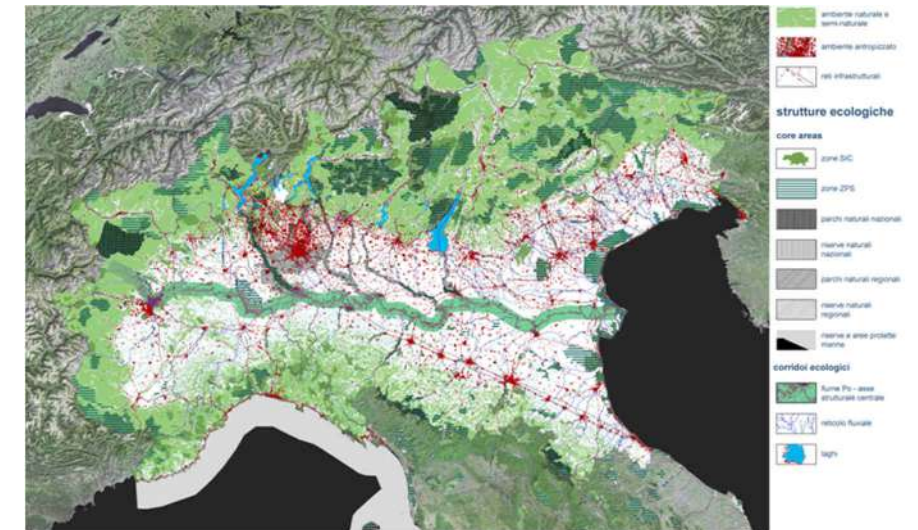 ambiente naturale e
semi-naturale
ambiente antropizzato
reti infrastrutturali
strutture ecologiche
core areas
zone SIC
zone ZPS
parchi naturali nazionali
riserve naturali
nazionali
parchi naturali regionali
riserve naturali
regionali
riserve e aree protette
marine
corridoi ecologici
fiume Po - asse
strutturale centrale
reticolo fluviale
laghi